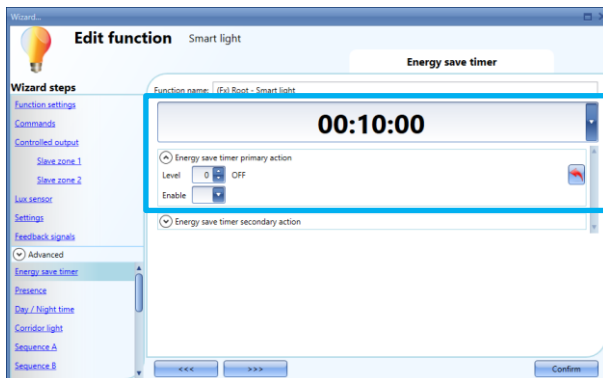 Wizard...
Edit function Smart light
Energy save timer
Wizard steps
Function settings
Commands
Controlled output
Slave zone 1
Slave zone 2
Lux sensor
Settings
Feedback signals
Advanced
Energy save timer
Presence
Day / Night time
Corridor light
Sequence A
Sequence B
Function name: (Fx) Root - Smart light
00:10:00
Energy save timer primary action
Level 0 OFF
Enable
Energy save timer secondary action
<<< >>> Confirm